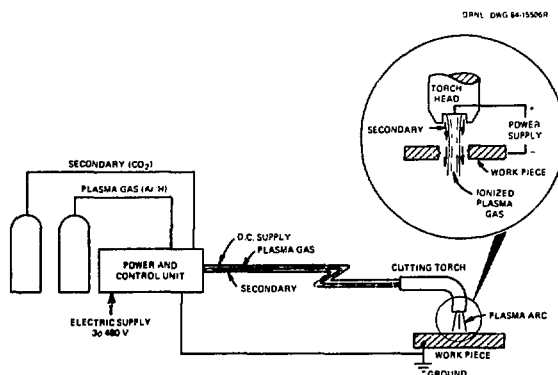 ORNL DWG 84-15506R
TORCH
HEAD
+
SECONDARY
POWER
SUPPLY
-
WORK PIECE
IONIZED
PLASMA
GAS
SECONDARY (CO₂)
PLASMA GAS (Ar H)
D.C. SUPPLY
PLASMA GAS
POWER AND
CONTROL UNIT
SECONDARY
CUTTING TORCH
PLASMA ARC
ELECTRIC SUPPLY
3ø 480 V
WORK PIECE
GROUND